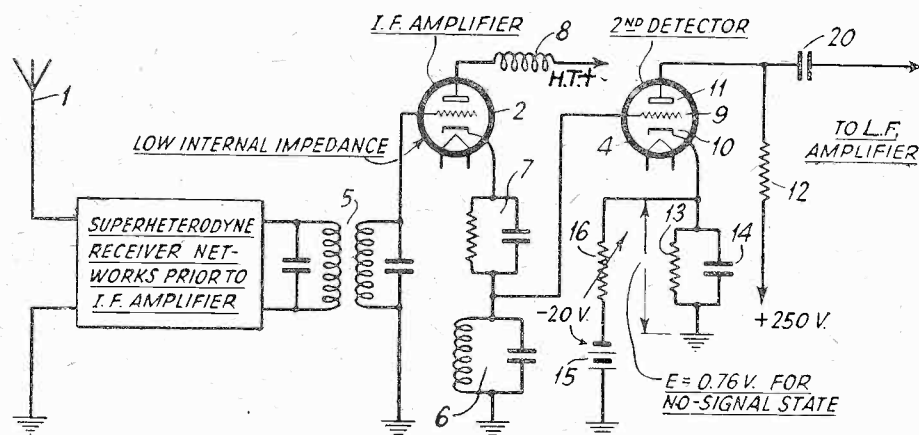 I.F. AMPLIFIER
8
2ND DETECTOR
20
H.T.+
1
2
11
9
10
4
LOW INTERNAL IMPEDANCE
TO L.F.
AMPLIFIER
12
7
5
SUPERHETERODYNE
RECEIVER NET-
WORKS PRIOR TO
I.F. AMPLIFIER
16
13
14
-20 V.
+250 V.
15
6
E = 0.76 V. FOR
NO-SIGNAL STATE